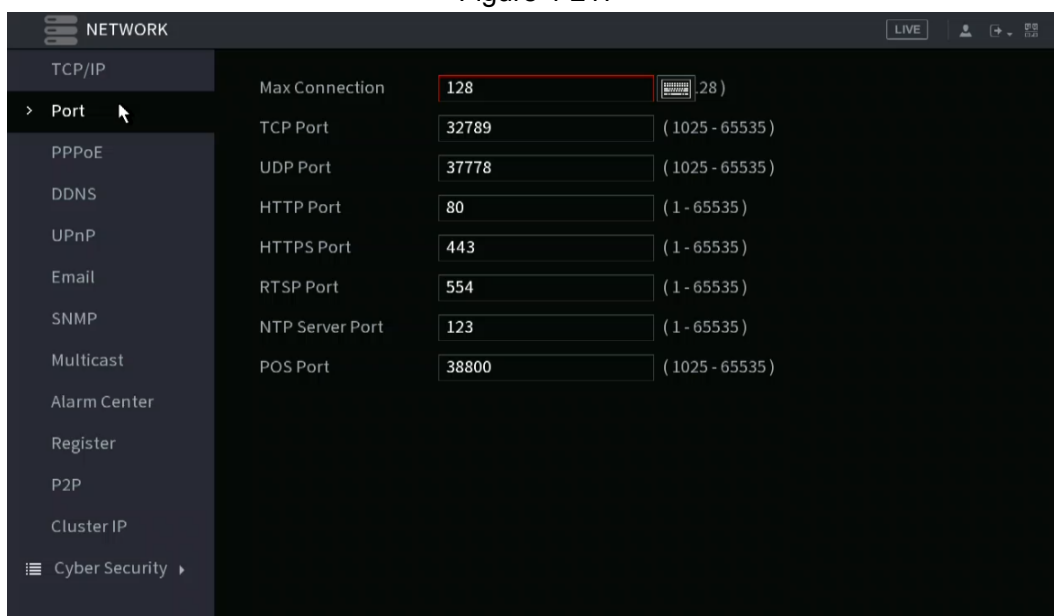 NETWORK
LIVE
TCP/IP
Port
PPPoE
DDNS
UPnP
Email
SNMP
Multicast
Alarm Center
Register
P2P
Cluster IP
Cyber Security
Max Connection 128 28)
TCP Port 32789 (1025 - 65535)
UDP Port 37778 (1025 - 65535)
HTTP Port 80 (1 - 65535)
HTTPS Port 443 (1 - 65535)
RTSP Port 554 (1 - 65535)
NTP Server Port 123 (1 - 65535)
POS Port 38800 (1025 - 65535)